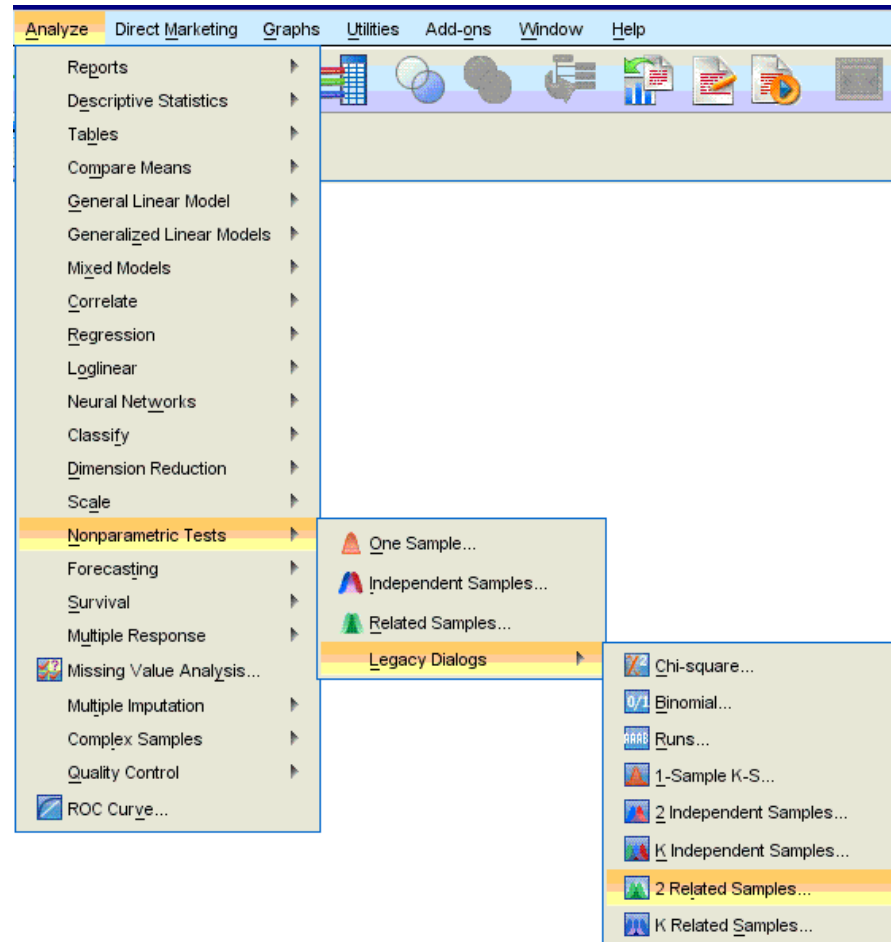 Analyze Direct Marketing Graphs Utilities Add-ons Window Help
Reports
Descriptive Statistics
Tables
Compare Means
General Linear Model
Generalized Linear Models
Mixed Models
Correlate
Regression
Loglinear
Neural Networks
Classify
Dimension Reduction
Scale
Nonparametric Tests
Forecasting
Survival
Multiple Response
Missing Value Analysis...
Multiple Imputation
Complex Samples
Quality Control
ROC Curve...
One Sample...
Independent Samples...
Related Samples...
Legacy Dialogs
Chi-square...
0/1 Binomial...
AAAB Runs...
1-Sample K-S...
2 Independent Samples...
K Independent Samples...
2 Related Samples...
K Related Samples...